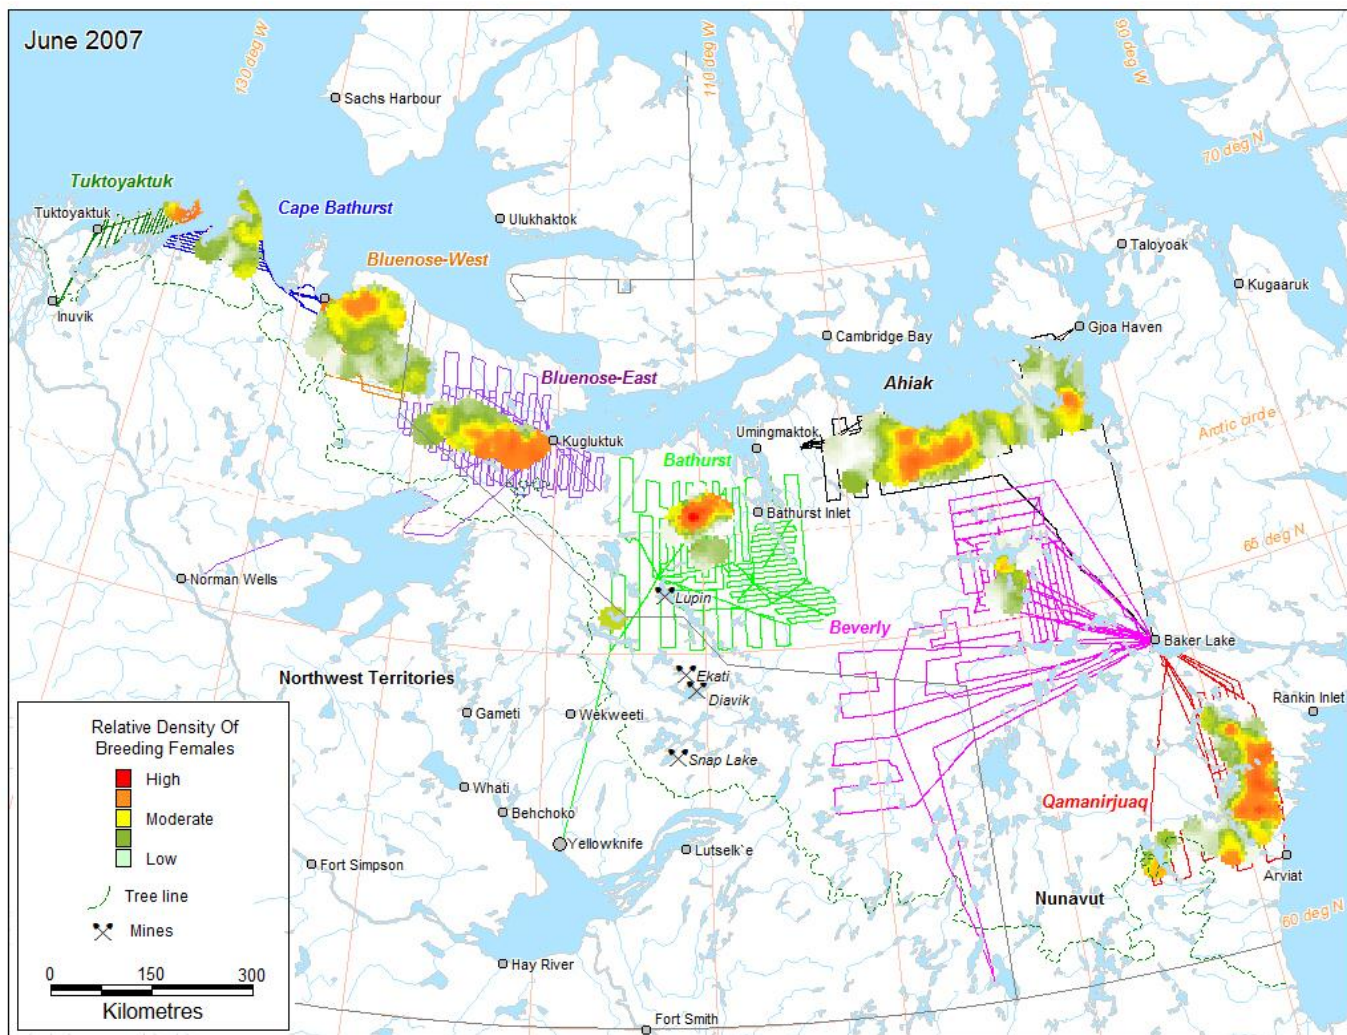 June 2007
130 deg W
110 deg W
90 deg W
Sachs Harbour
70 deg N
Tuktoyaktuk
Tuktoyaktuk
Cape Bathurst
Ulukhaktok
Taloyoak
Bluenose-West
Kugaaruk
Inuvik
Gjoa Haven
Cambridge Bay
Bluenose-East
Ahiak
Arctic circle
Kugluktuk
Umingmaktok
Bathurst
Bathurst Inlet
65 deg N
Norman Wells
Lupin
Beverly
Baker Lake
Northwest Territories
Ekati
Diavik
Rankin Inlet
Gameti
Wekweeti
Snap Lake
Whati
Qamanirjuaq
Behchoko
Yellowknife
Lutselk`e
Fort Simpson
Arviat
Nunavut
60 deg N
Hay River
Fort Smith
Relative Density Of
Breeding Females
High
Moderate
Low
Tree line
Mines
0 150 300
Kilometres